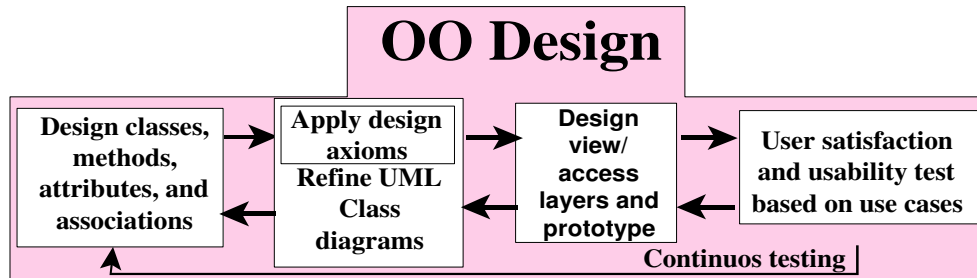 OO Design
Design classes,
methods,
attributes, and
associations
Apply design
axioms
Refine UML
Class
diagrams
Design
view/
access
layers and
prototype
User satisfaction
and usability test
based on use cases
Continuos testing